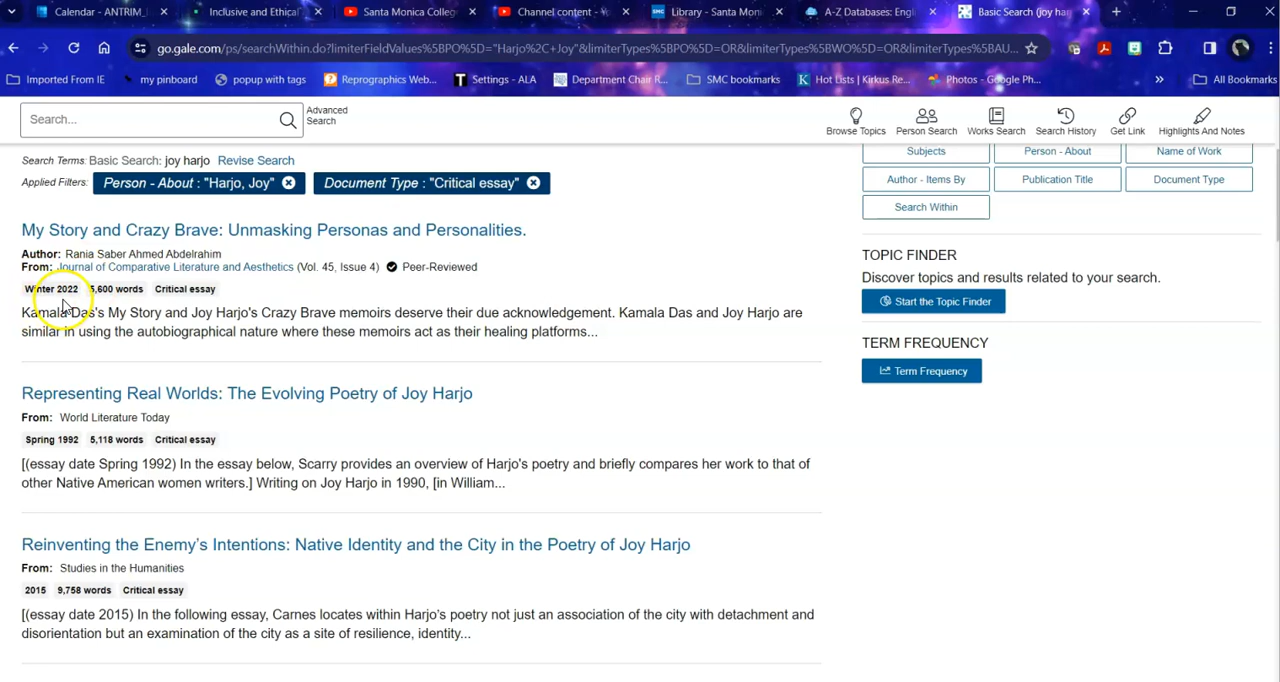 Calendar - ANTRIM_
Inclusive and Ethical
Santa Monica Colleg
Channel content - Yo
Library - Santa Moni
A-Z Databases: Engl
Basic Search (joy har
go.gale.com/ps/searchWithin.do?limiterFieldValues%5BPO%5D="Harjo%2C+Joy"&limiterTypes%5BPO%5D=OR&limiterTypes%5BWO%5D=OR&limiterTypes%5BAU...
Imported From IE
my pinboard
popup with tags
Reprographics Web...
Settings - ALA
Department Chair R...
SMC bookmarks
Hot Lists | Kirkus Re...
Photos - Google Ph...
»
All Bookmarks
Search...
Advanced
Search
Browse Topics
Person Search
Works Search
Search History
Get Link
Highlights And Notes
Search Terms: Basic Search: joy harjo Revise Search
Applied Filters: Person - About : "Harjo, Joy" Document Type : "Critical essay"
My Story and Crazy Brave: Unmasking Personas and Personalities.
Author: Rania Saber Ahmed Abdelrahim
From: Journal of Comparative Literature and Aesthetics (Vol. 45, Issue 4) Peer-Reviewed
Winter 2022 5,600 words Critical essay
Kamala Das's My Story and Joy Harjo's Crazy Brave memoirs deserve their due acknowledgement. Kamala Das and Joy Harjo are
similar in using the autobiographical nature where these memoirs act as their healing platforms...
Representing Real Worlds: The Evolving Poetry of Joy Harjo
From: World Literature Today
Spring 1992 5,118 words Critical essay
[(essay date Spring 1992) In the essay below, Scarry provides an overview of Harjo's poetry and briefly compares her work to that of
other Native American women writers.] Writing on Joy Harjo in 1990, [in William...
Reinventing the Enemy's Intentions: Native Identity and the City in the Poetry of Joy Harjo
From: Studies in the Humanities
2015 9,758 words Critical essay
[(essay date 2015) In the following essay, Carnes locates within Harjo's poetry not just an association of the city with detachment and
disorientation but an examination of the city as a site of resilience, identity...
Subjects
Person - About
Name of Work
Author - Items By
Publication Title
Document Type
Search Within
TOPIC FINDER
Discover topics and results related to your search.
Start the Topic Finder
TERM FREQUENCY
Term Frequency